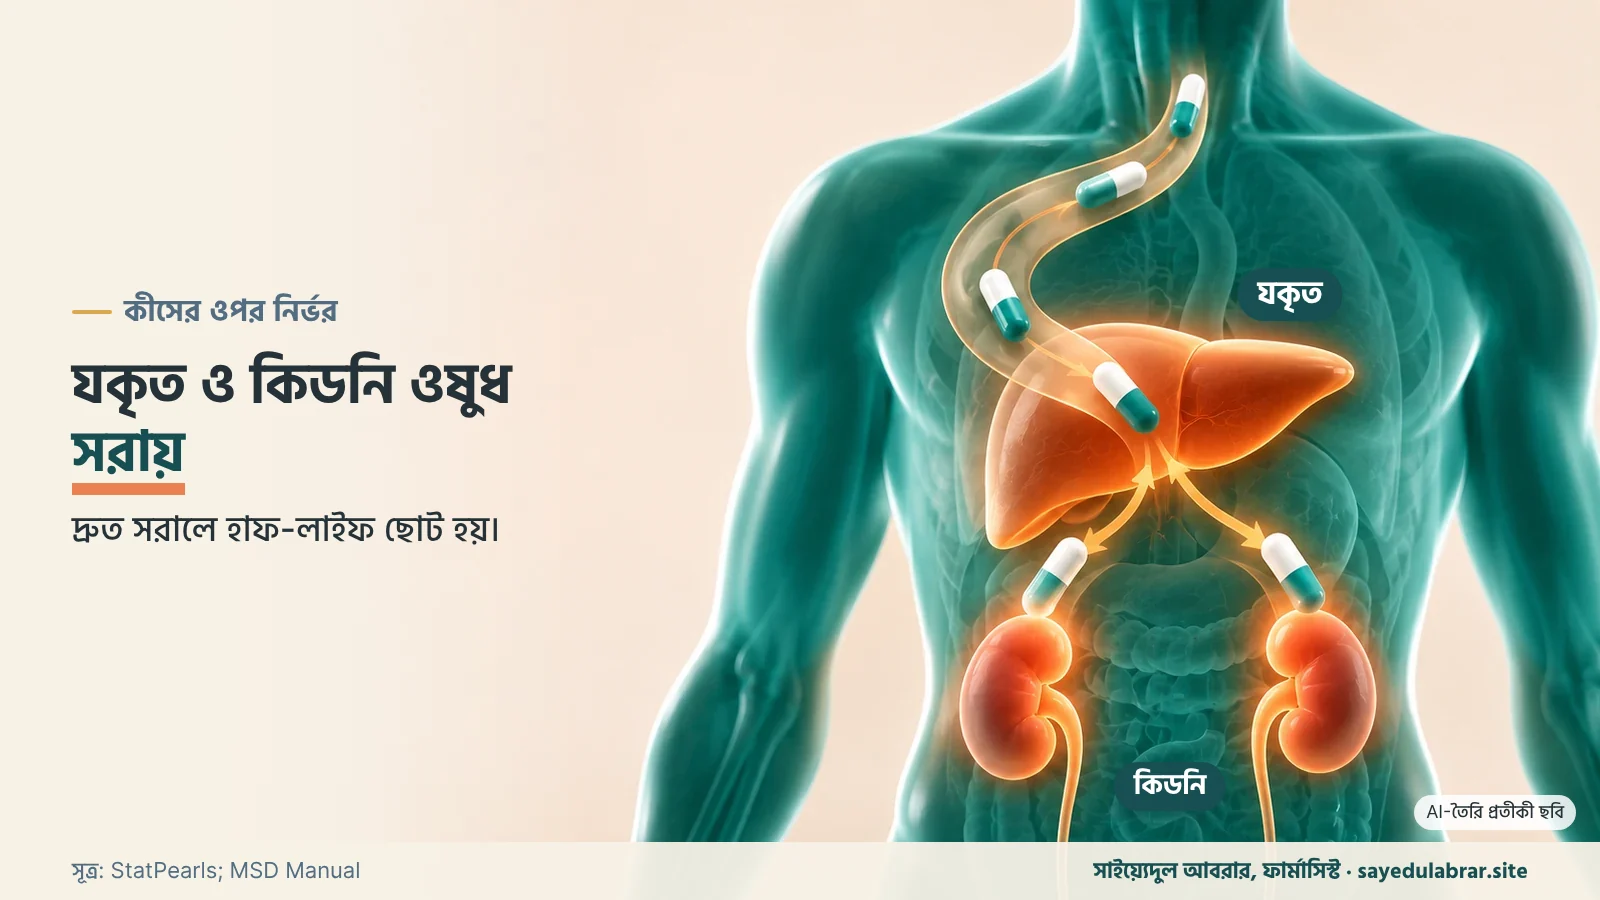 কীসের ওপর নির্ভর
যকৃত ও কিডনি ওষুধ
সরায়
দ্রুত সরালে হাফ-লাইফ ছোট হয়।
যকৃত
কিডনি
AI-তৈরি প্রতীকী ছবি
সূত্র: StatPearls; MSD Manual
সাইয়্যেদুল আবরার, ফার্মাসিস্ট · sayedulabrar.site